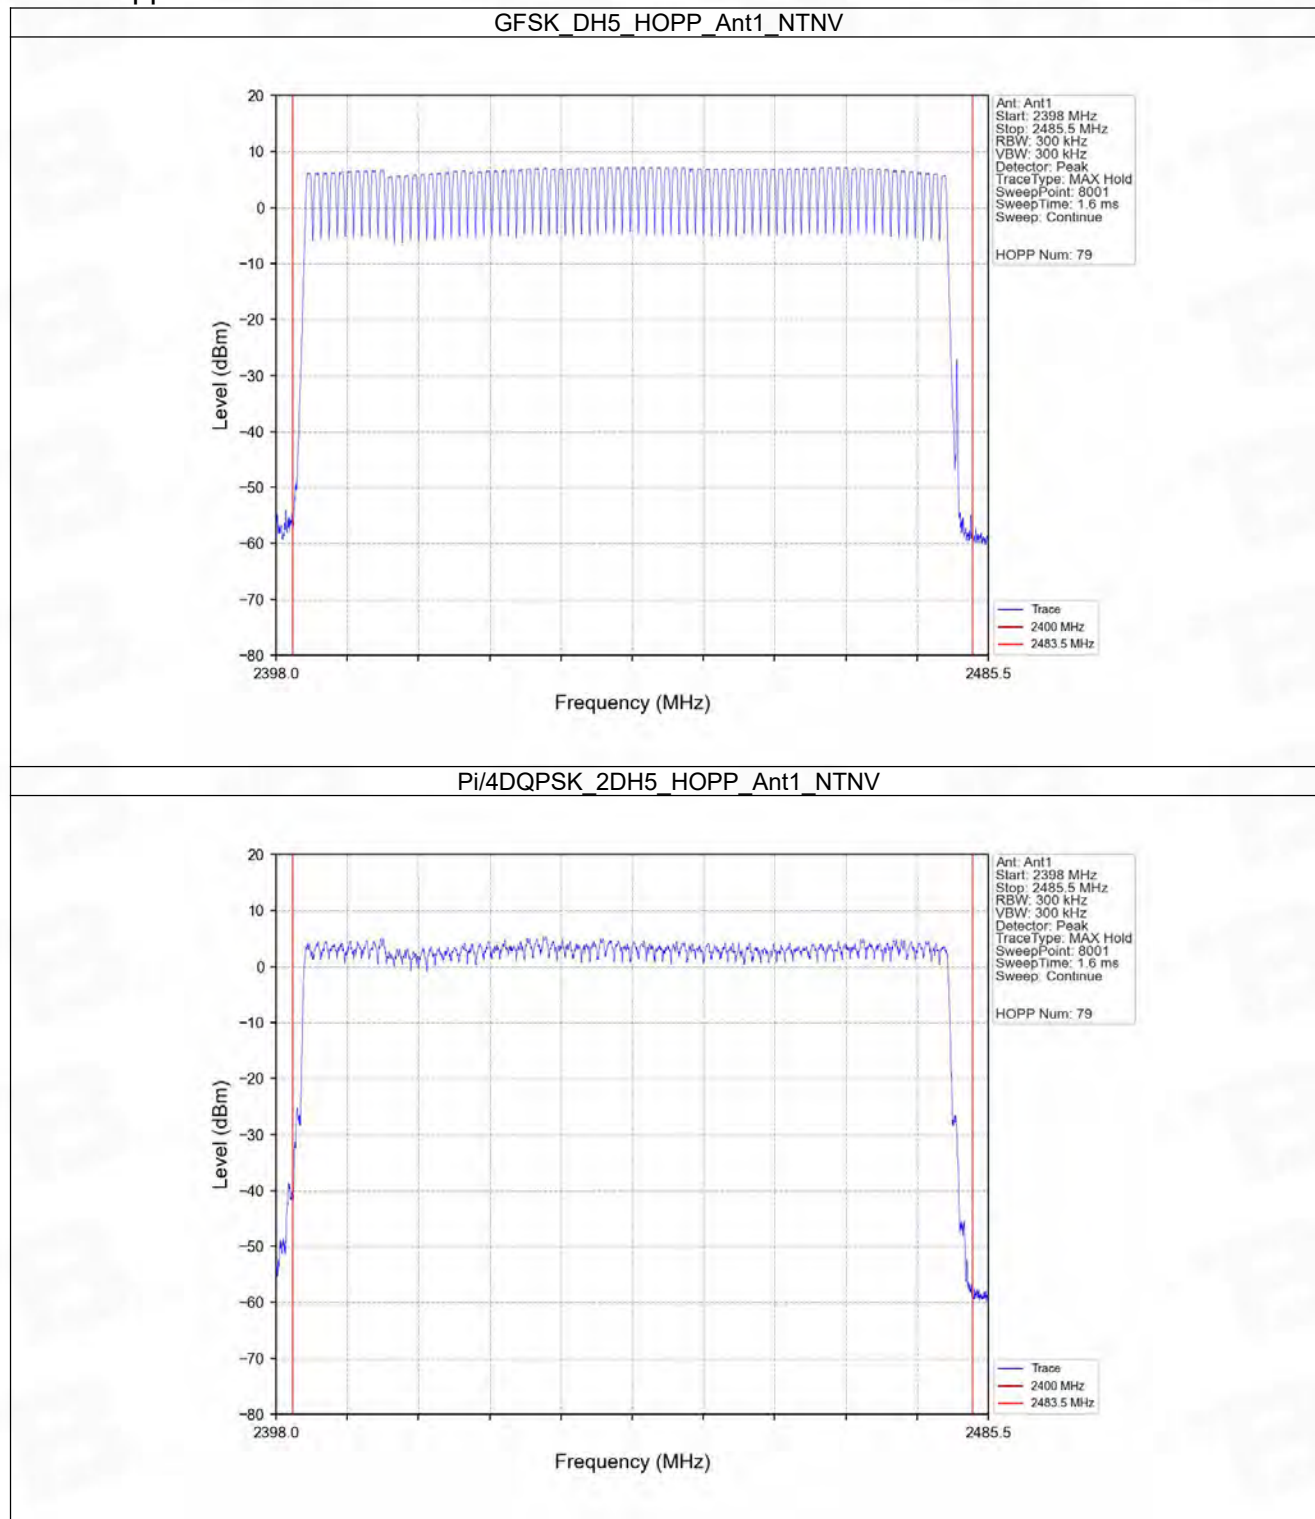 GFSK_DH5_HOPP_Ant1_NTNV
20
10
0
−10
−20
−30
−40
−50
−60
−70
−80
Level (dBm)
2398.0
2485.5
Frequency (MHz)
Ant: Ant1
Start: 2398 MHz
Stop: 2485.5 MHz
RBW: 300 kHz
VBW: 300 kHz
Detector: Peak
TraceType: MAX Hold
SweepPoint: 8001
SweepTime: 1.6 ms
Sweep: Continue
HOPP Num: 79
Trace
2400 MHz
2483.5 MHz
Pi/4DQPSK_2DH5_HOPP_Ant1_NTNV
20
10
0
−10
−20
−30
−40
−50
−60
−70
−80
Level (dBm)
2398.0
2485.5
Frequency (MHz)
Ant: Ant1
Start: 2398 MHz
Stop: 2485.5 MHz
RBW: 300 kHz
VBW: 300 kHz
Detector: Peak
TraceType: MAX Hold
SweepPoint: 8001
SweepTime: 1.6 ms
Sweep: Continue
HOPP Num: 79
Trace
2400 MHz
2483.5 MHz